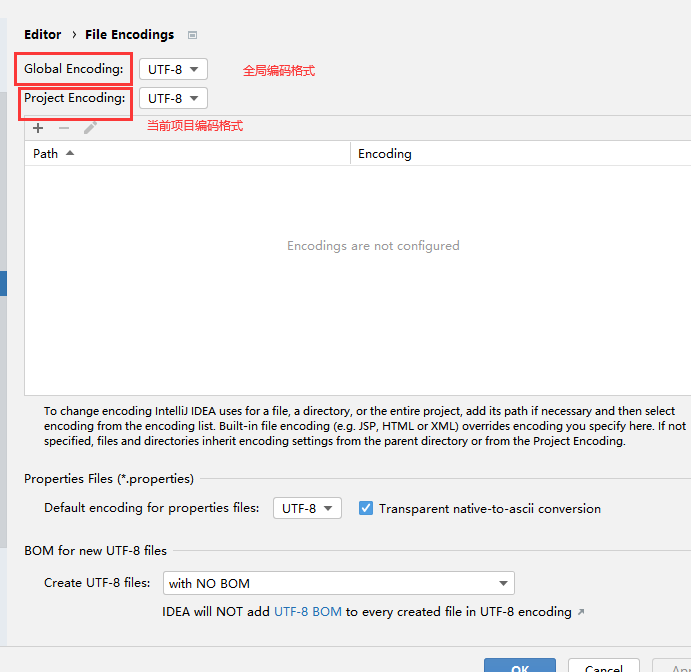 Editor › File Encodings
Global Encoding: UTF-8 全局编码格式
Project Encoding: UTF-8
当前项目编码格式
Path Encoding
Encodings are not configured
To change encoding IntelliJ IDEA uses for a file, a directory, or the entire project, add its path if necessary and then select
encoding from the encoding list. Built-in file encoding (e.g. JSP, HTML or XML) overrides encoding you specify here. If not
specified, files and directories inherit encoding settings from the parent directory or from the Project Encoding.
Properties Files (*.properties)
Default encoding for properties files: UTF-8 Transparent native-to-ascii conversion
BOM for new UTF-8 files
Create UTF-8 files: with NO BOM
IDEA will NOT add UTF-8 BOM to every created file in UTF-8 encoding
OK Cancel